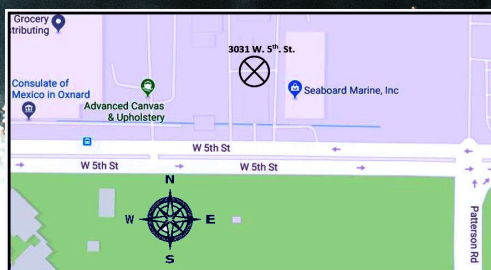 Grocery
stributing
3031 W. 5th. St.
Consulate of
Mexico in Oxnard
Advanced Canvas
& Upholstery
Seaboard Marine, Inc
W 5th St
W 5th St
W 5th St
N
W
E
S
Patterson Rd